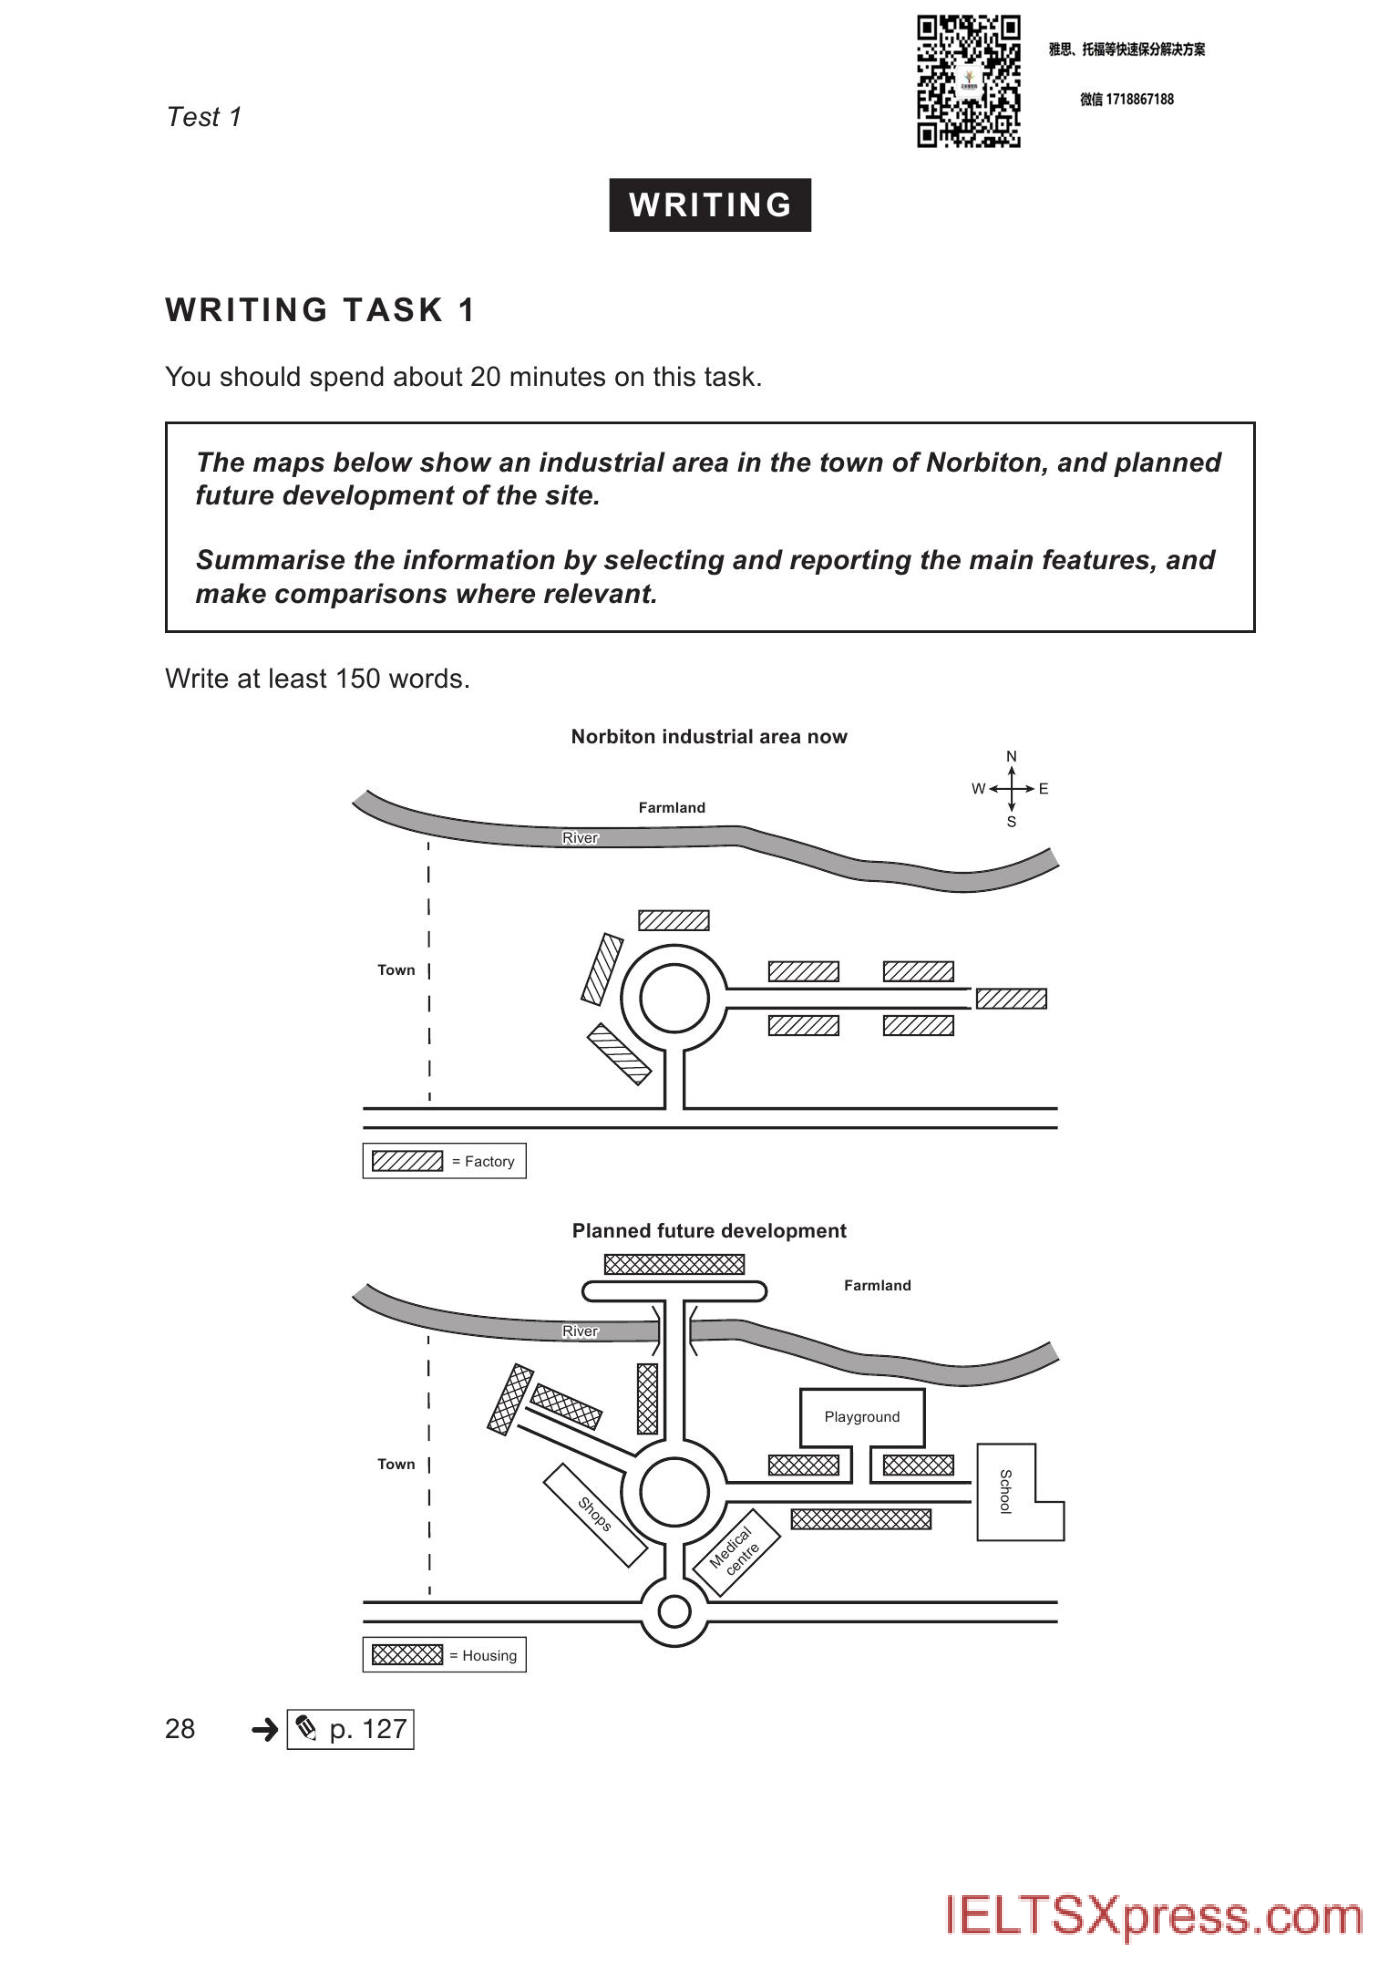 雅思、托福等快速保分解决方案
微信 1718867188
Test 1
WRITING
WRITING TASK 1
You should spend about 20 minutes on this task.
The maps below show an industrial area in the town of Norbiton, and planned
future development of the site.
Summarise the information by selecting and reporting the main features, and
make comparisons where relevant.
Write at least 150 words.
Norbiton industrial area now
N
W E
S
Farmland
River
Town
= Factory
Planned future development
Farmland
River
Playground
Town
School
Shops
Medical
centre
= Housing
28 p. 127
IELTSXpress.com